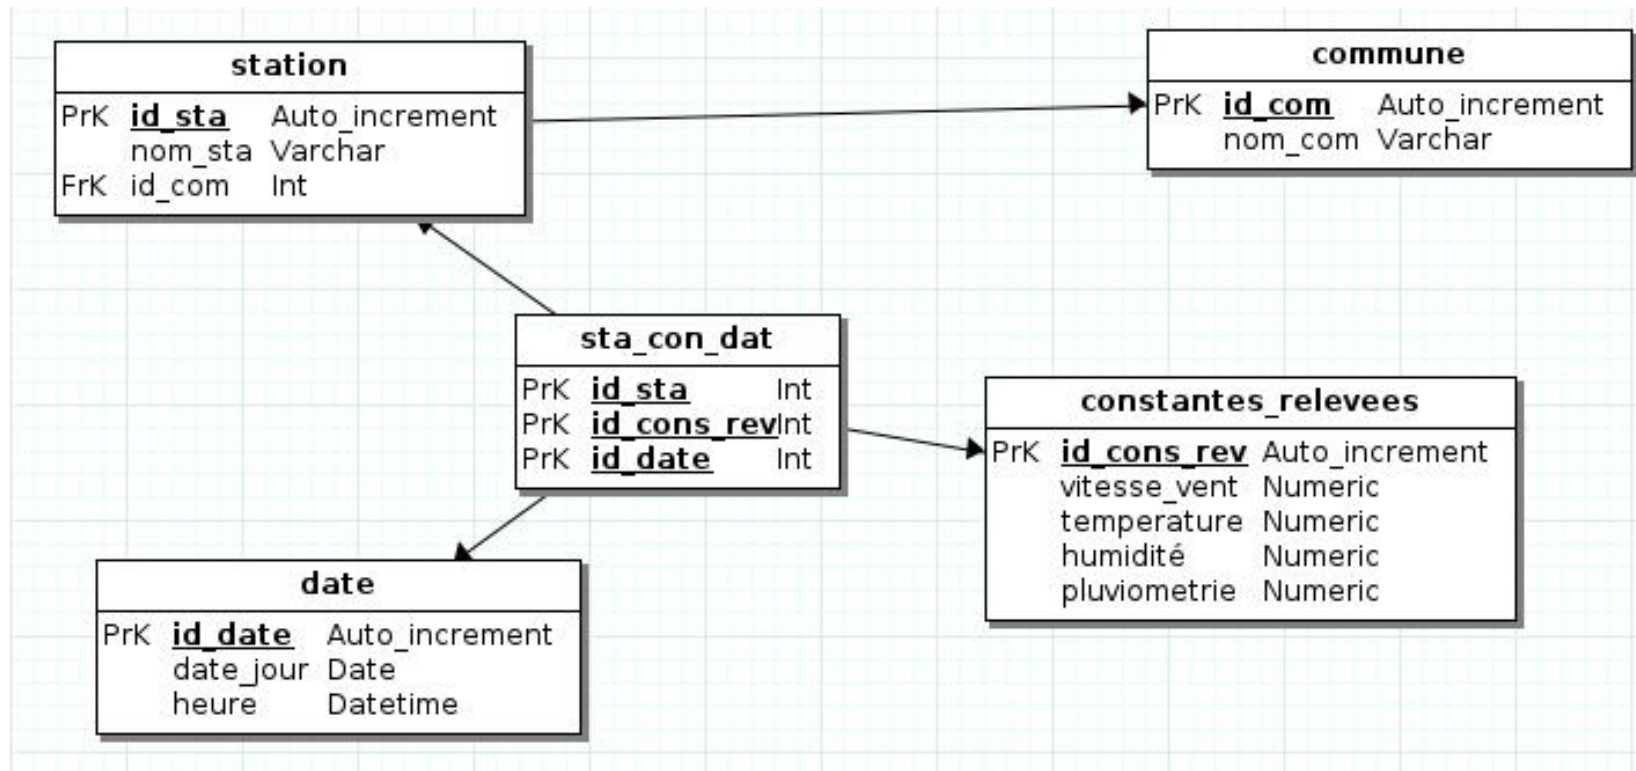 station
PrK id_sta Auto_increment
nom_sta Varchar
FrK id_com Int
commune
PrK id_com Auto_increment
nom_com Varchar
sta_con_dat
PrK id_sta Int
PrK id_cons_rev Int
PrK id_date Int
constantes_relevees
PrK id_cons_rev Auto_increment
vitesse_vent Numeric
temperature Numeric
humidité Numeric
pluviometrie Numeric
date
PrK id_date Auto_increment
date_jour Date
heure Datetime